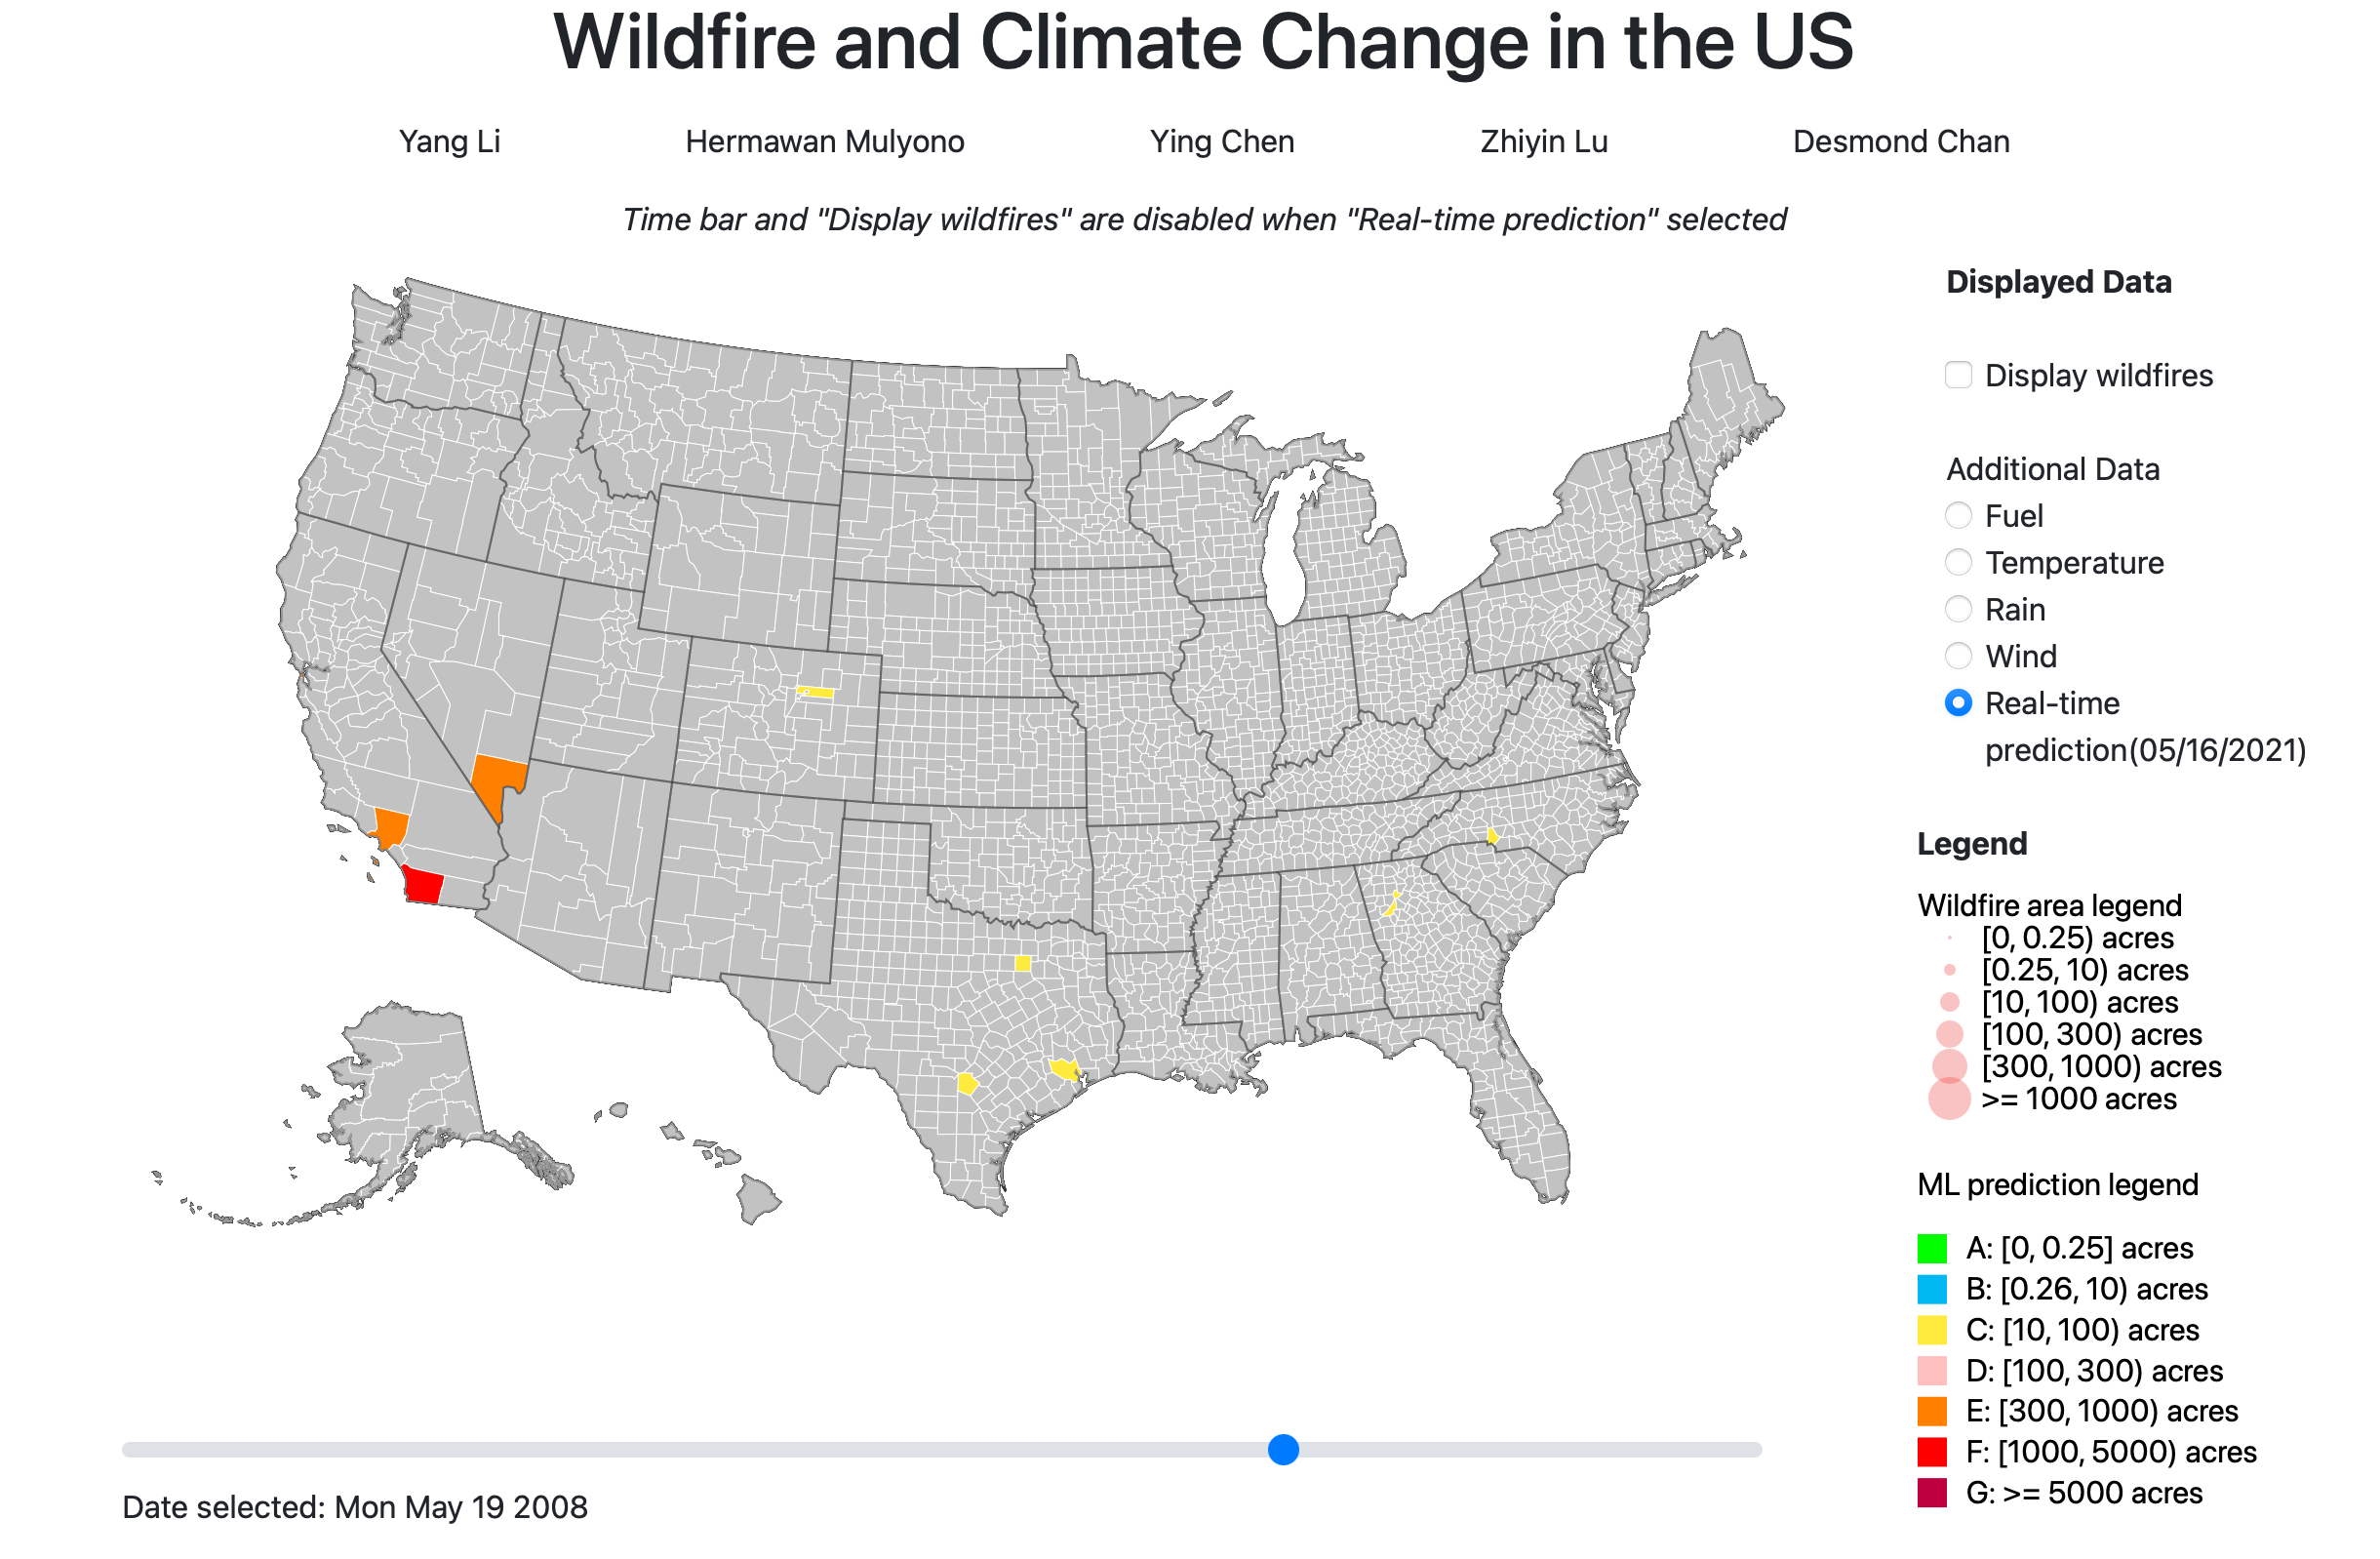 Wildfire and Climate Change in the US
Yang Li Hermawan Mulyono Ying Chen Zhiyin Lu Desmond Chan
Time bar and "Display wildfires" are disabled when "Real-time prediction" selected
Displayed Data
Display wildfires
Additional Data
Fuel
Temperature
Rain
Wind
Real-time
prediction(05/16/2021)
Legend
Wildfire area legend
[0, 0.25) acres
[0.25, 10) acres
[10, 100) acres
[100, 300) acres
[300, 1000) acres
>= 1000 acres
ML prediction legend
A: [0, 0.25] acres
B: [0.26, 10) acres
C: [10, 100) acres
D: [100, 300) acres
E: [300, 1000) acres
F: [1000, 5000) acres
G: >= 5000 acres
Date selected: Mon May 19 2008